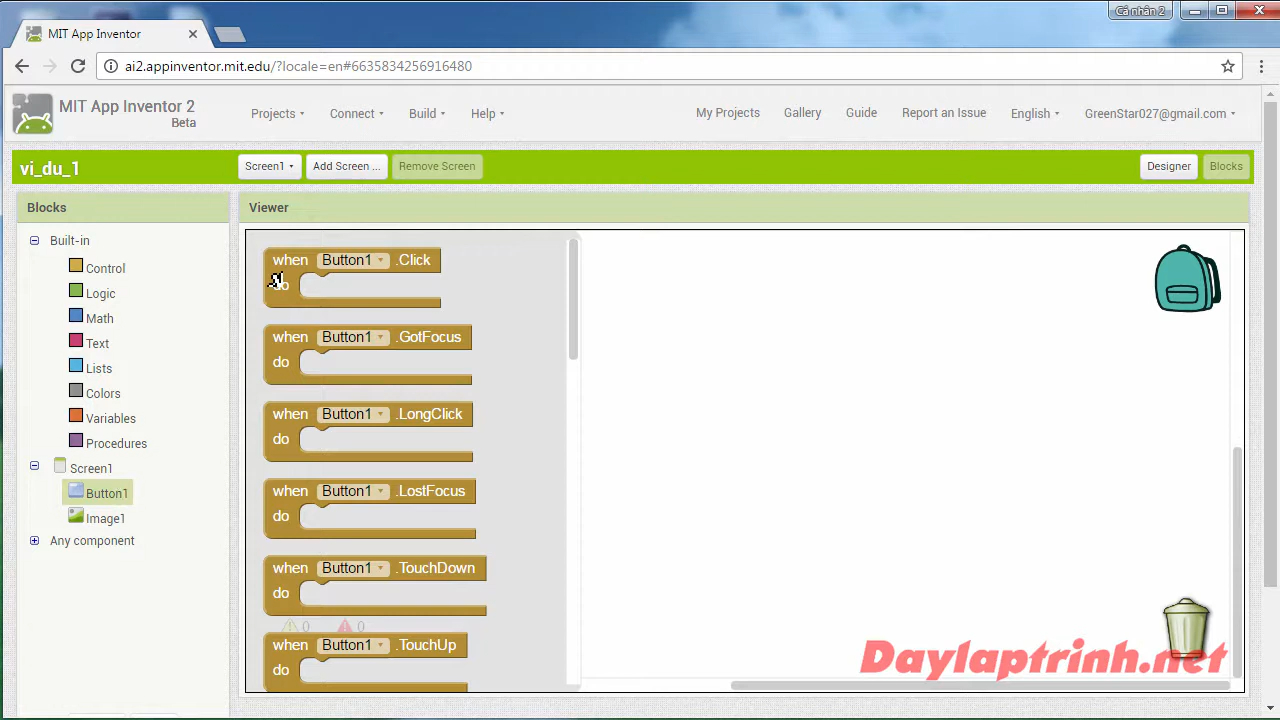 Cá nhân 2
MIT App Inventor
ai2.appinventor.mit.edu/?locale=en#6635834256916480
MIT App Inventor 2
Beta
Projects
Connect
Build
Help
My Projects
Gallery
Guide
Report an Issue
English
GreenStar027@gmail.com
vi_du_1
Screen1
Add Screen ...
Remove Screen
Designer
Blocks
Blocks
Viewer
Built-in
Control
Logic
Math
Text
Lists
Colors
Variables
Procedures
Screen1
Button1
Image1
Any component
when Button1 .Click
do
when Button1 .GotFocus
do
when Button1 .LongClick
do
when Button1 .LostFocus
do
when Button1 .TouchDown
do
0 0
when Button1 .TouchUp
do
Daylaptrinh.net